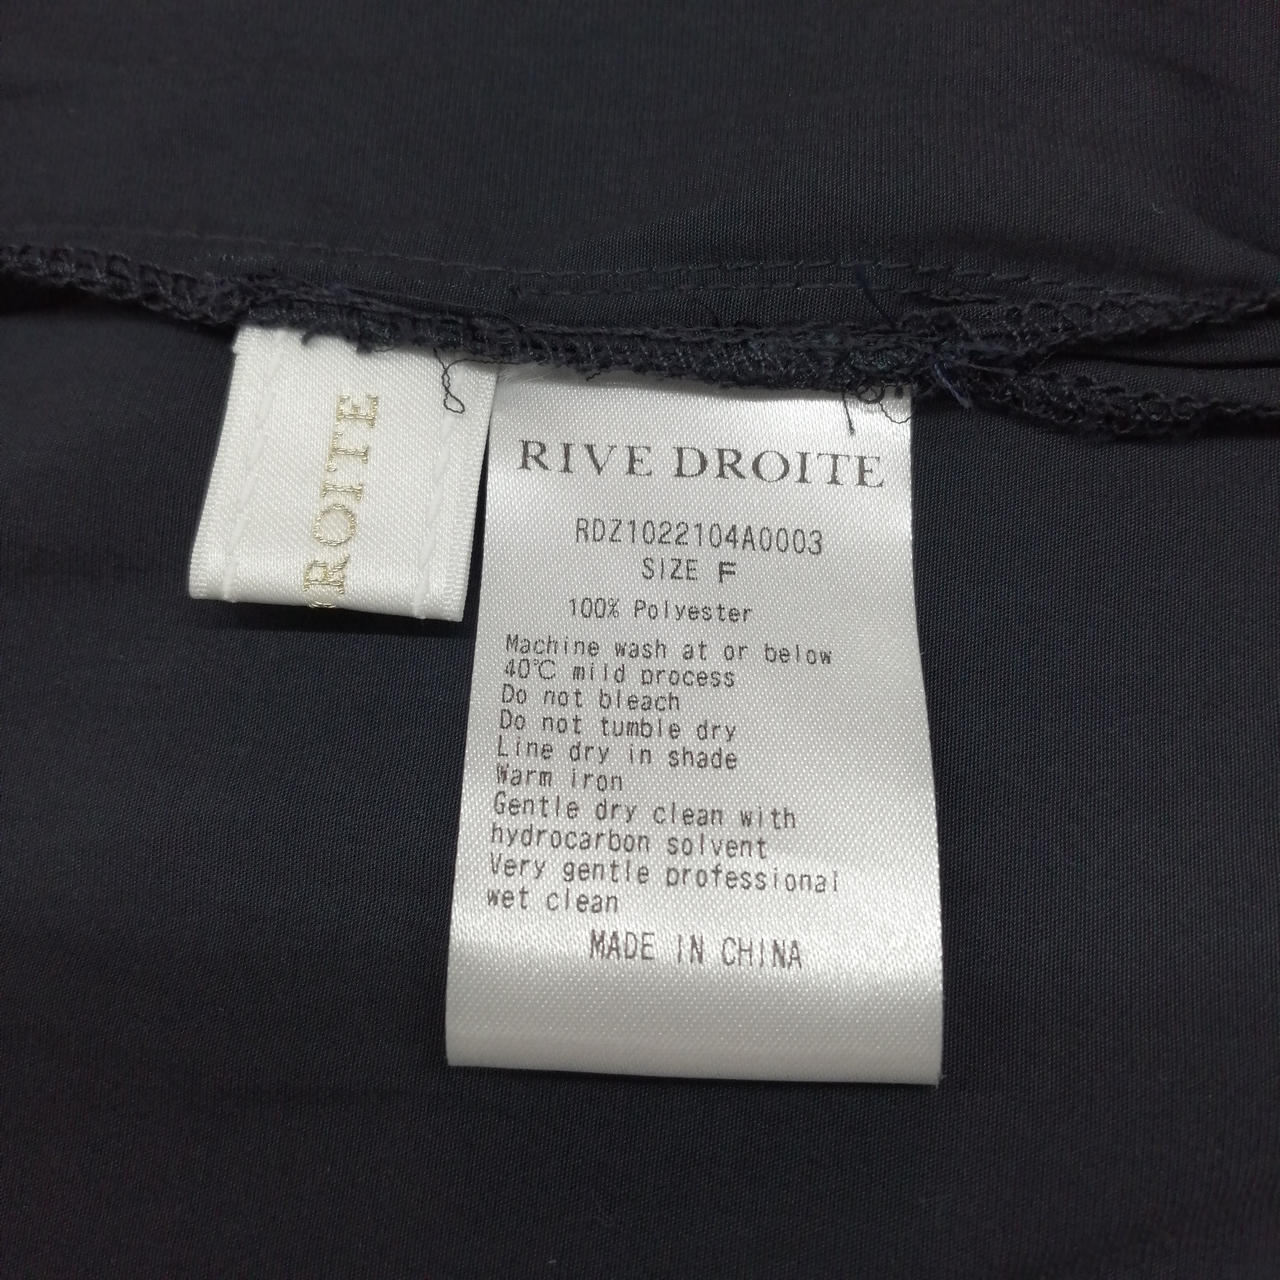 ROITE
RIVE DROITE
RDZ1022104A0003
SIZE F
100% Polyester
Machine wash at or below
40℃ mild process
Do not bleach
Do not tumble dry
Line dry in shade
Warm iron
Gentle dry clean with
hydrocarbon solvent
Very gentle professional
wet clean
MADE IN CHINA